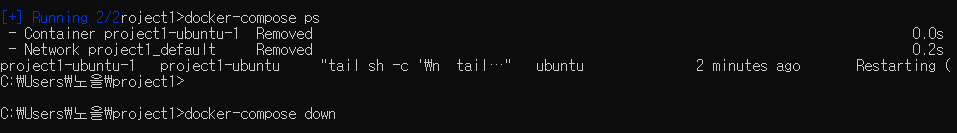 [+] Running 2/2roject1>docker-compose ps
- Container project1-ubuntu-1 Removed 0.0s
- Network project1_default Removed 0.2s
project1-ubuntu-1 project1-ubuntu "tail sh -c '₩n tail…" ubuntu 2 minutes ago Restarting (
C:₩Users₩노을₩project1>
C:₩Users₩노을₩project1>docker-compose down